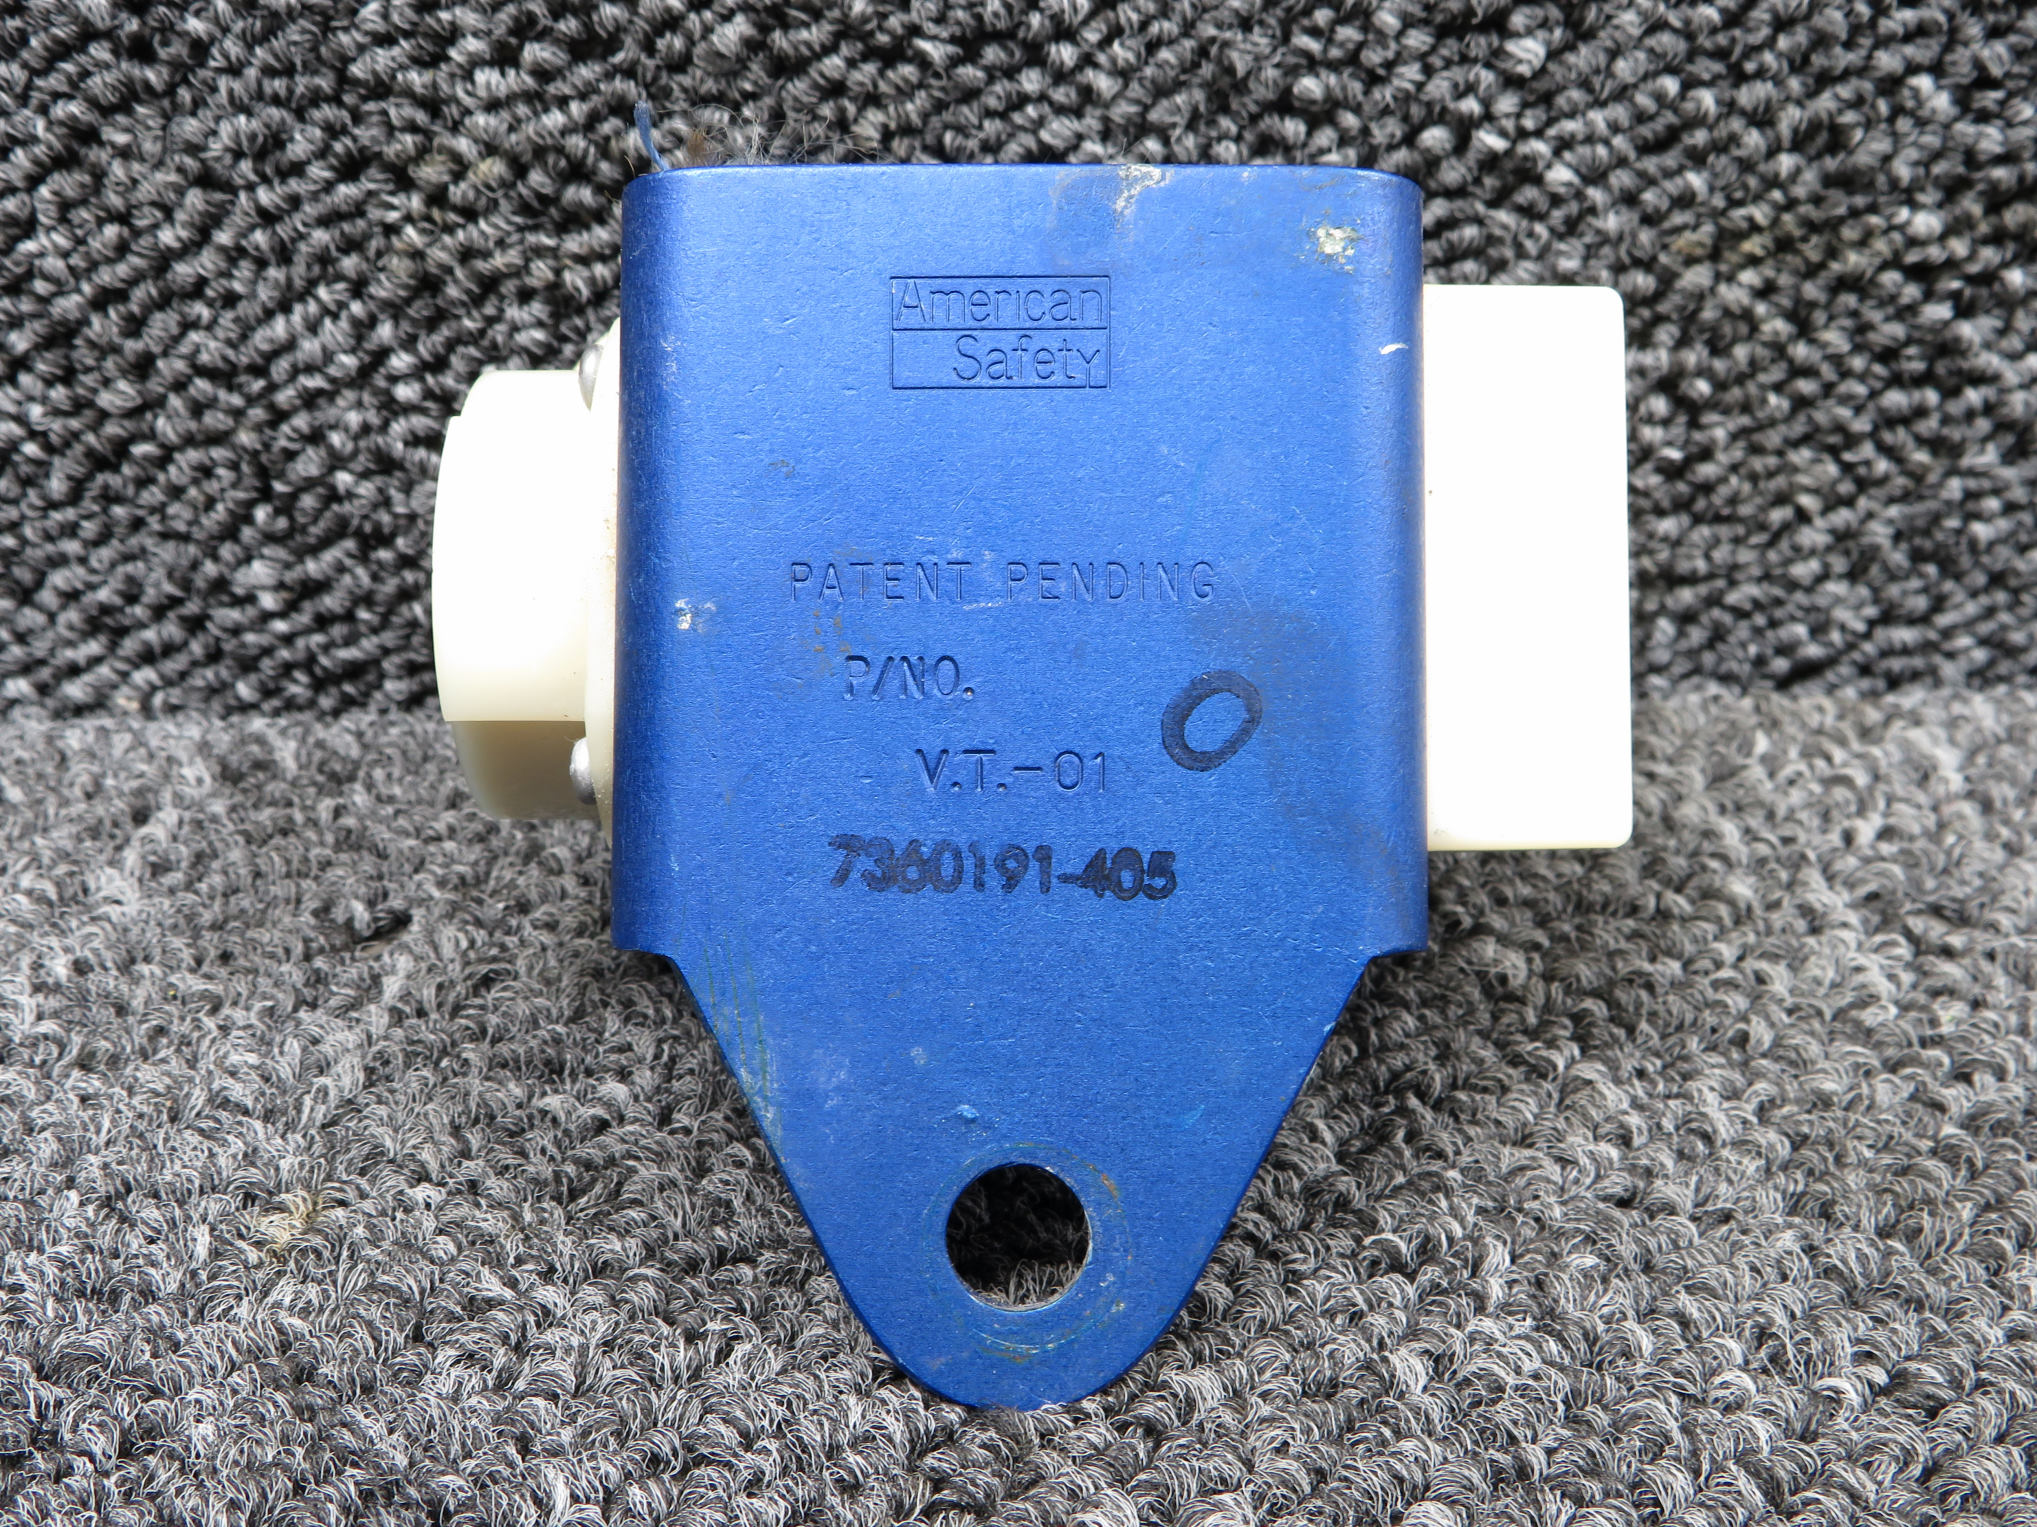 American
Safety
PATENT PENDING
P/NO.
O
V.T.-01
7360191-405